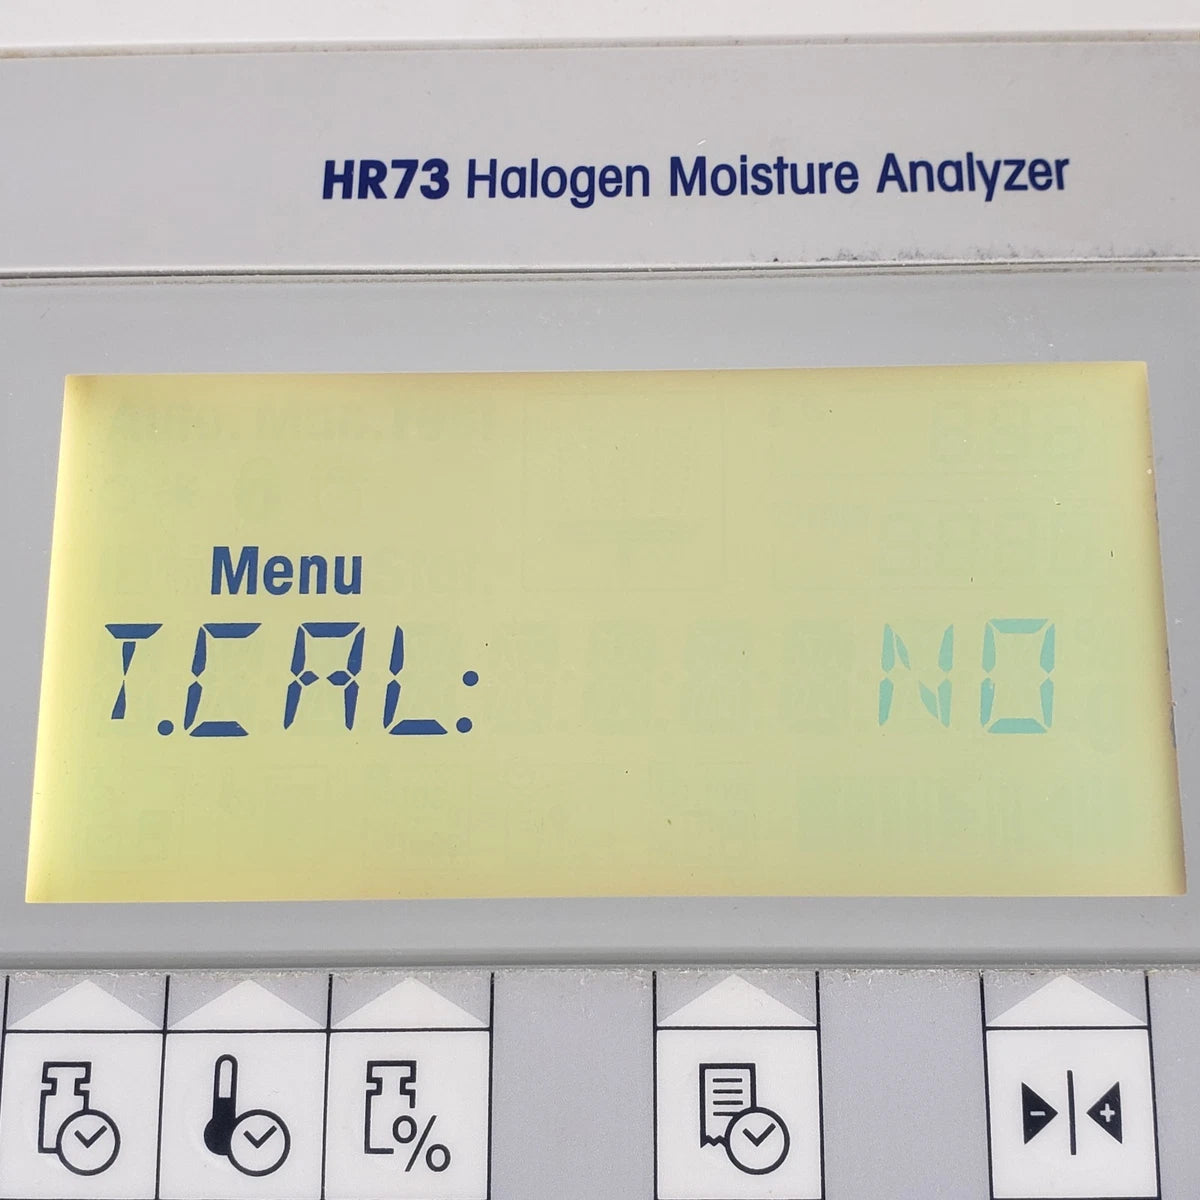 HR73 Halogen Moisture Analyzer
Menu
T.CAL: NO
%
- +